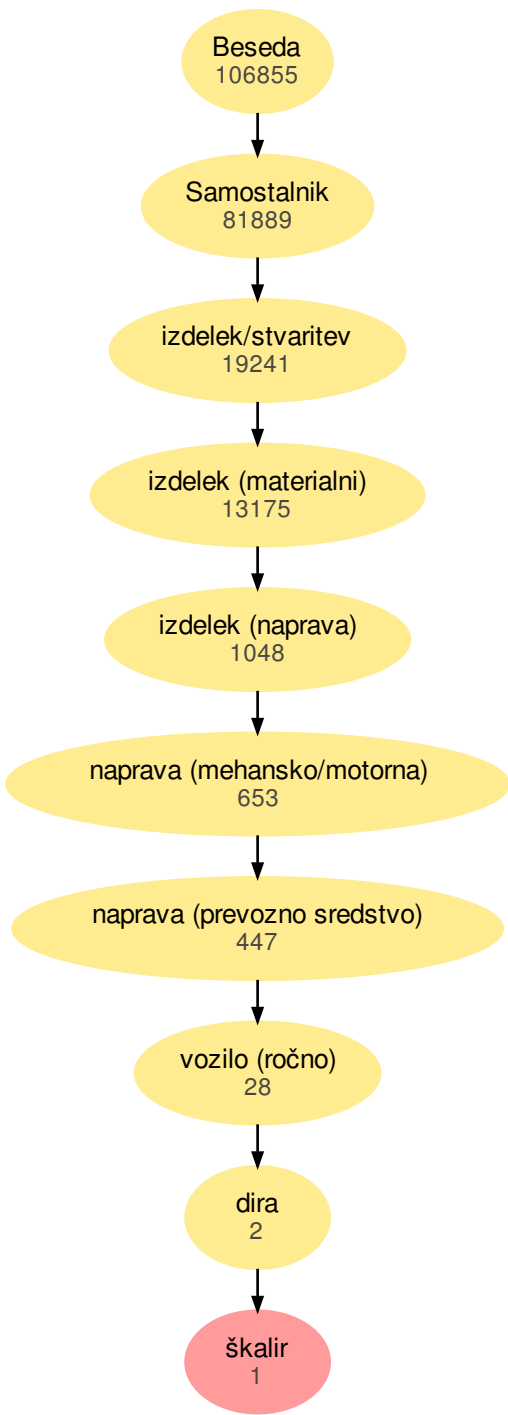 Beseda
106855
Samostalnik
81889
izdelek/stvaritev
19241
izdelek (materialni)
13175
izdelek (naprava)
1048
naprava (mehansko/motorna)
653
naprava (prevozno sredstvo)
447
vozilo (ročno)
28
dira
2
škalir
1